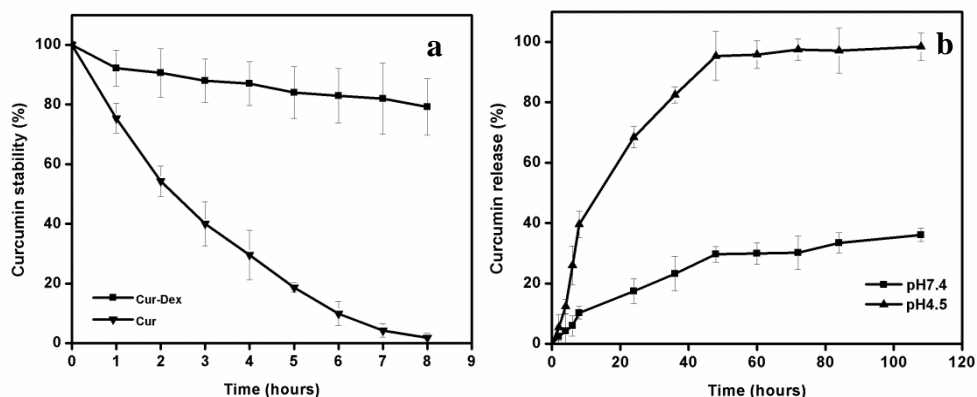 a
Curcumin stability (%)
100
80
60
40
20
0
Cur-Dex
Cur
0 1 2 3 4 5 6 7 8 9
Time (hours)
b
Curcumin release (%)
100
80
60
40
20
0
pH7.4
pH4.5
0 20 40 60 80 100 120
Time (hours)